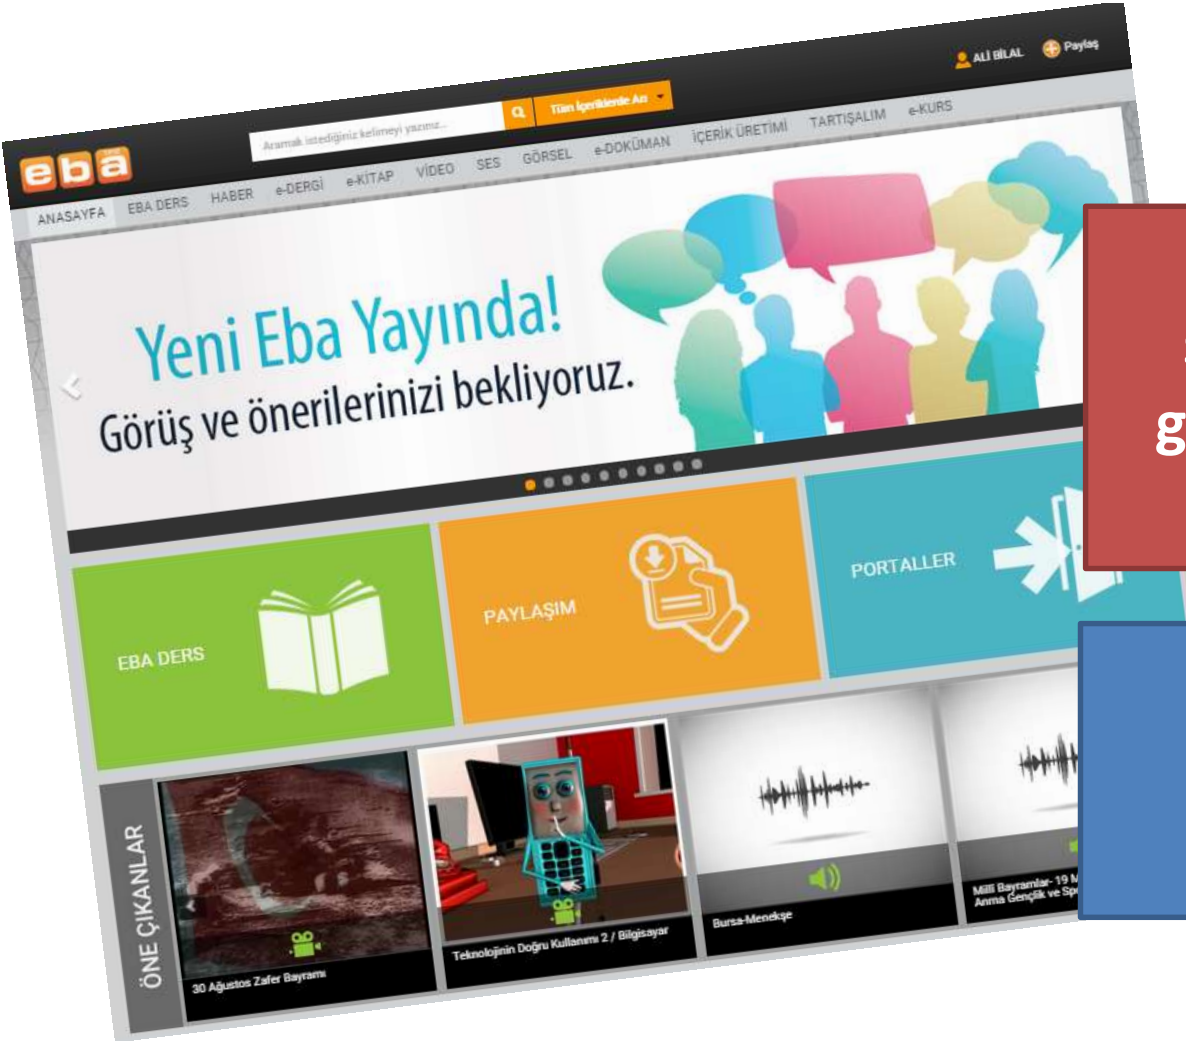 ALİ BİLAL
Paylaş
Aramak istediğiniz kelimeyi yazınız...
Tüm İçeriklerde Arı
eba
ANASAYFA EBA DERS HABER e-DERGİ e-KİTAP VİDEO SES GÖRSEL e-DOKÜMAN İÇERİK ÜRETİMİ TARTIŞALIM e-KURS
Yeni Eba Yayında!
Görüş ve önerilerinizi bekliyoruz.
g
EBA DERS
PAYLAŞIM
PORTALLER
ÖNE ÇIKANLAR
30 Ağustos Zafer Bayramı
Teknolojinin Doğru Kullanımı 2 / Bilgisayar
Bursa-Menekşe
Milli Bayramlar- 19 M
Anma Gençlik ve Spo